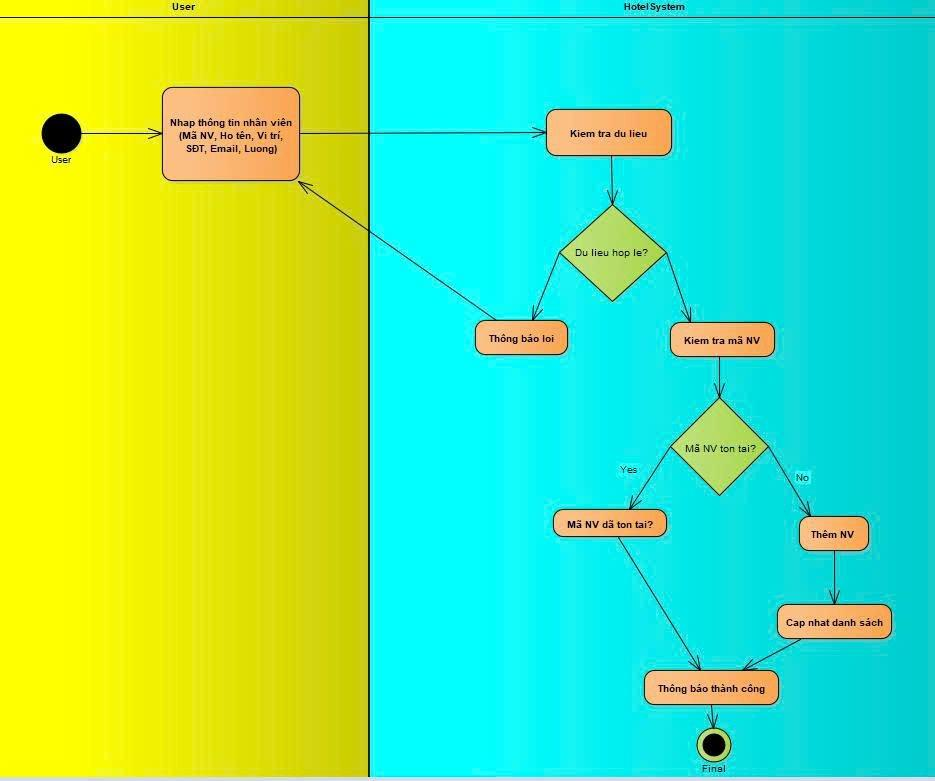 User
HotelSystem
Nhap thông tin nhân viên
(Mã NV, Ho tên, Vi trí,
SĐT, Email, Luong)
User
Kiem tra du lieu
Du lieu hop le?
Thông báo loi
Kiem tra mã NV
Mã NV ton tai?
Yes
No
Mã NV dã ton tai?
Thêm NV
Cap nhat danh sách
Thông báo thành công
Final